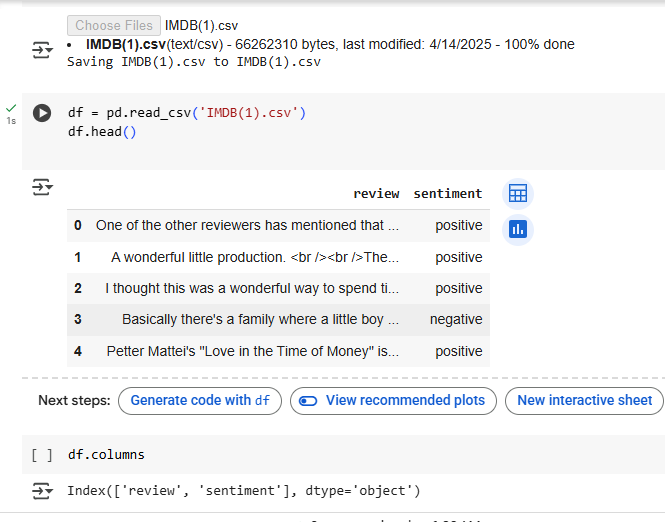 Choose Files IMDB(1).csv
• IMDB(1).csv(text/csv) - 66262310 bytes, last modified: 4/14/2025 - 100% done
Saving IMDB(1).csv to IMDB(1).csv
1s
df = pd.read_csv('IMDB(1).csv')
df.head()
review sentiment
0 One of the other reviewers has mentioned that ... positive
1 A wonderful little production. <br /><br />The... positive
2 I thought this was a wonderful way to spend ti... positive
3 Basically there's a family where a little boy ... negative
4 Petter Mattei's "Love in the Time of Money" is... positive
Next steps: Generate code with df View recommended plots New interactive sheet
[ ] df.columns
Index(['review', 'sentiment'], dtype='object')